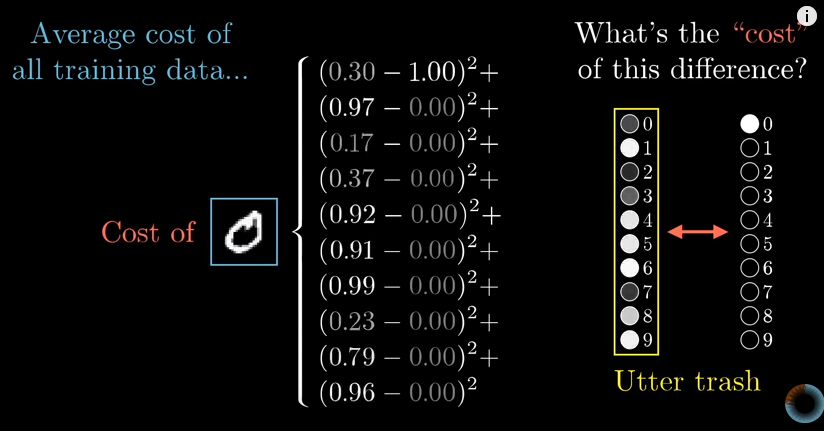 Average cost of
all training data...
Cost of
(0.30 − 1.00)²+
(0.97 − 0.00)²+
(0.17 − 0.00)²+
(0.37 − 0.00)²+
(0.92 − 0.00)²+
(0.91 − 0.00)²+
(0.99 − 0.00)²+
(0.23 − 0.00)²+
(0.79 − 0.00)²+
(0.96 − 0.00)²
What's the “cost”
of this difference?
0
1
2
3
4
5
6
7
8
9
0
1
2
3
4
5
6
7
8
9
Utter trash
i